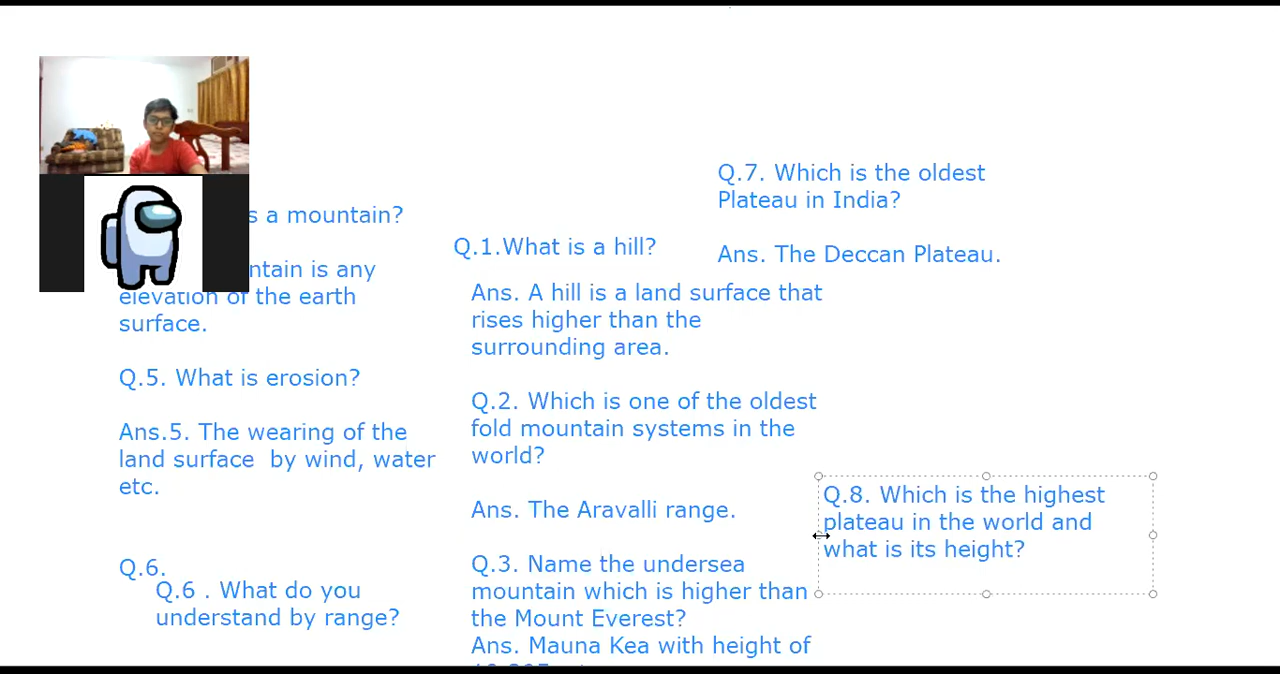 s a mountain?
ntain is any
elevation of the earth
surface.
Q.5. What is erosion?
Ans.5. The wearing of the
land surface  by wind, water
etc.
Q.6.
Q.6 . What do you
understand by range?
Q.1.What is a hill?
Ans. A hill is a land surface that
rises higher than the
surrounding area.
Q.2. Which is one of the oldest
fold mountain systems in the
world?
Ans. The Aravalli range.
Q.3. Name the undersea
mountain which is higher than
the Mount Everest?
Ans. Mauna Kea with height of
Q.7. Which is the oldest
Plateau in India?
Ans. The Deccan Plateau.
Q.8. Which is the highest
plateau in the world and
what is its height?